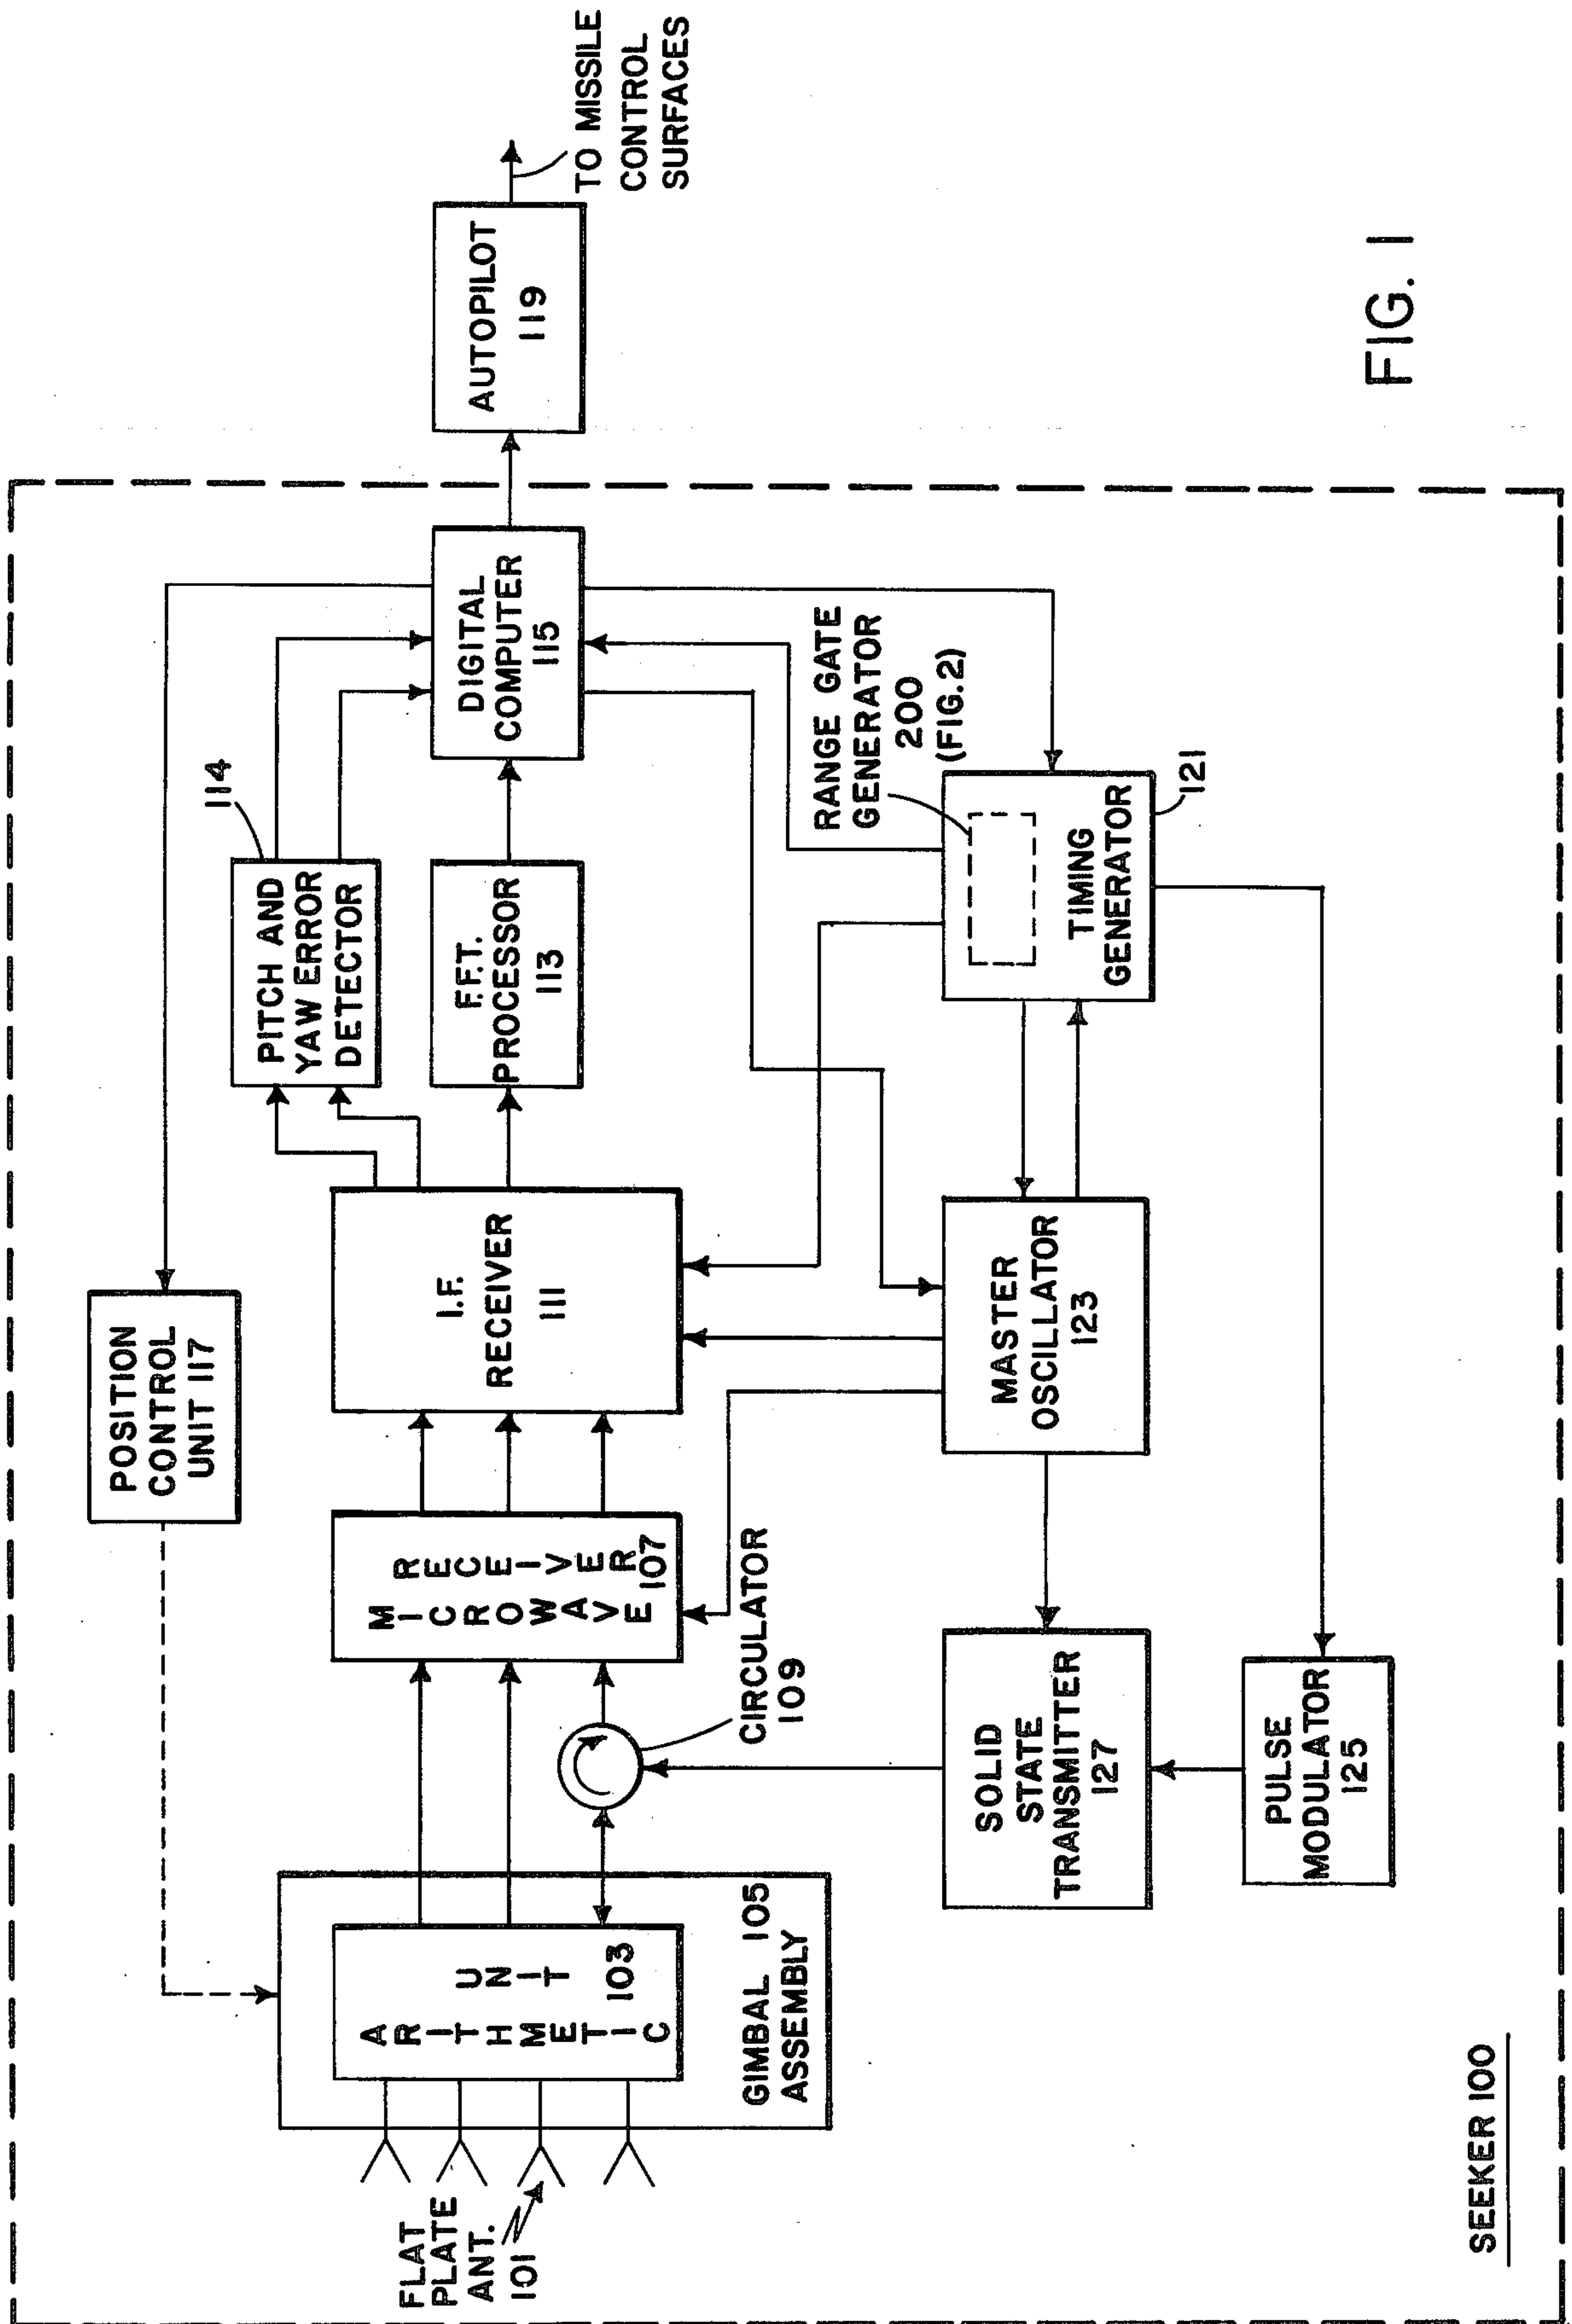 POSITION
CONTROL
UNIT 117
114
PITCH AND
YAW ERROR
DETECTOR
FLAT
PLATE
ANT.
101
ARITHMETIC
UNIT
103
GIMBAL 105
ASSEMBLY
MICROWAVE
RECEIVER
107
CIRCULATOR
109
I.F.
RECEIVER
111
F.F.T.
PROCESSOR
113
DIGITAL
COMPUTER
115
AUTOPILOT
119
TO MISSILE
CONTROL
SURFACES
RANGE GATE
GENERATOR
200
(FIG.2)
SOLID
STATE
TRANSMITTER
127
MASTER
OSCILLATOR
123
TIMING
GENERATOR
121
PULSE
MODULATOR
125
SEEKER 100
FIG. 1